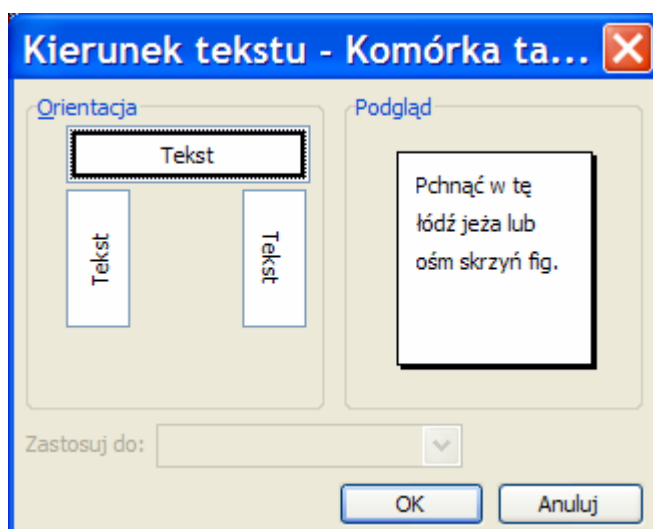 Kierunek tekstu - Komórka ta...
Orientacja
Podgląd
Tekst
Tekst
Tekst
Pchnąć w tę
łódź jeża lub
ośm skrzyń fig.
Zastosuj do:
OK
Anuluj